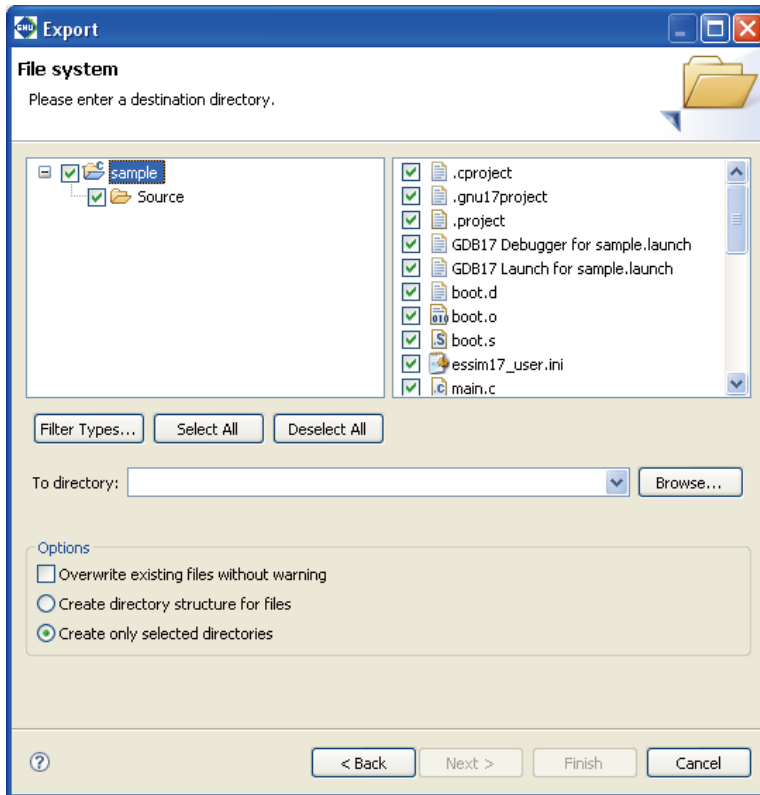 GNU Export
File system
Please enter a destination directory.
sample
Source
.cproject
.gnu17project
.project
GDB17 Debugger for sample.launch
GDB17 Launch for sample.launch
boot.d
010 boot.o
.S boot.s
essim17_user.ini
.c main.c
Filter Types... Select All Deselect All
To directory: Browse...
Options
Overwrite existing files without warning
Create directory structure for files
Create only selected directories
? < Back Next > Finish Cancel